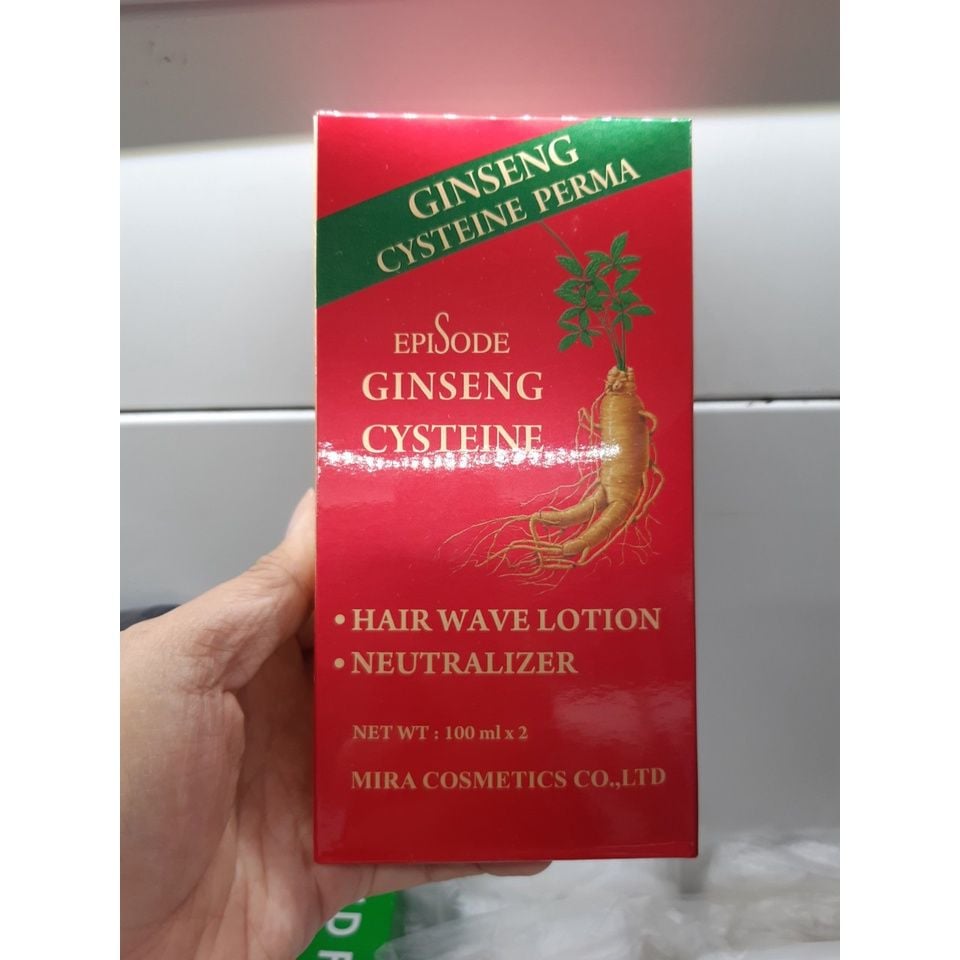 GINSENG
CYSTEINE PERMA
EPISODE
GINSENG
CYSTEINE
• HAIR WAVE LOTION
• NEUTRALIZER
NET WT : 100 ml x 2
MIRA COSMETICS CO.,LTD